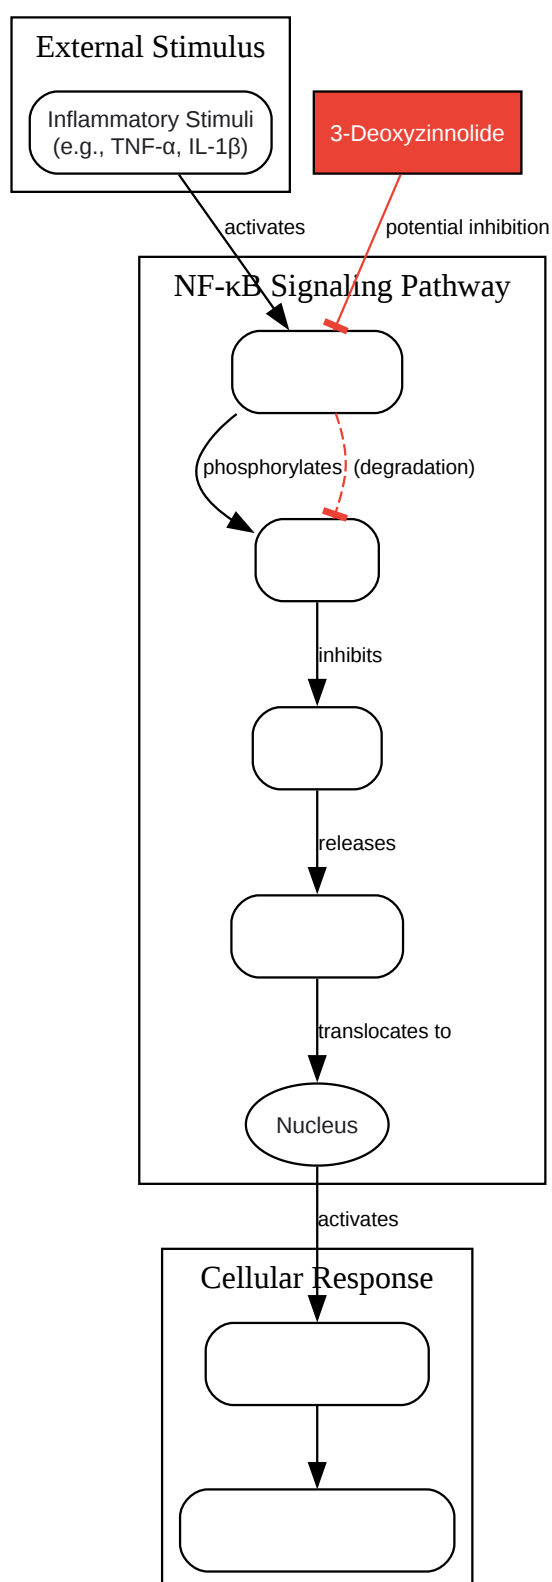 External Stimulus
Inflammatory Stimuli
(e.g., TNF-α, IL-1β)
3-Deoxyzinnolide
activates
potential inhibition
NF-κB Signaling Pathway
phosphorylates
(degradation)
inhibits
releases
translocates to
Nucleus
activates
Cellular Response